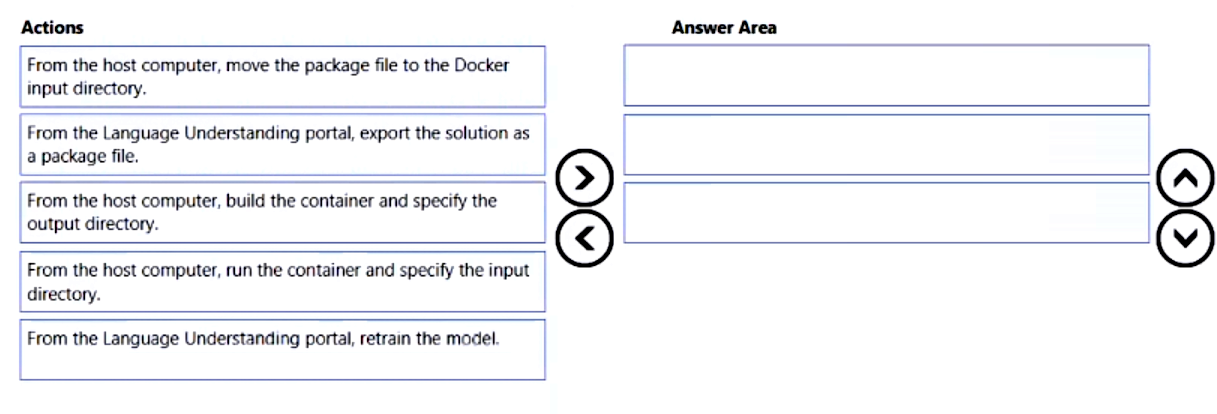 Actions
From the host computer, move the package file to the Docker
input directory.
From the Language Understanding portal, export the solution as
a package file.
From the host computer, build the container and specify the
output directory.
From the host computer, run the container and specify the input
directory.
From the Language Understanding portal, retrain the model.
Answer Area